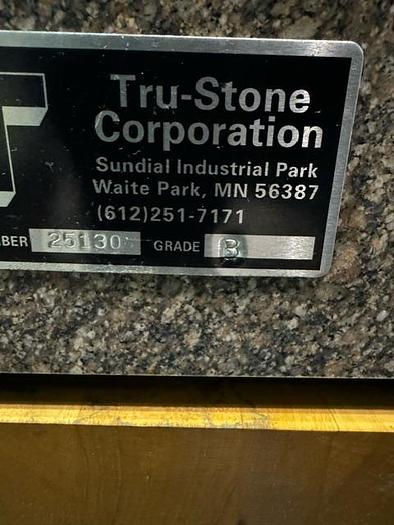 Tru-Stone
Corporation
Sundial Industrial Park
Waite Park, MN 56387
(612)251-7171
BER 25130 GRADE B